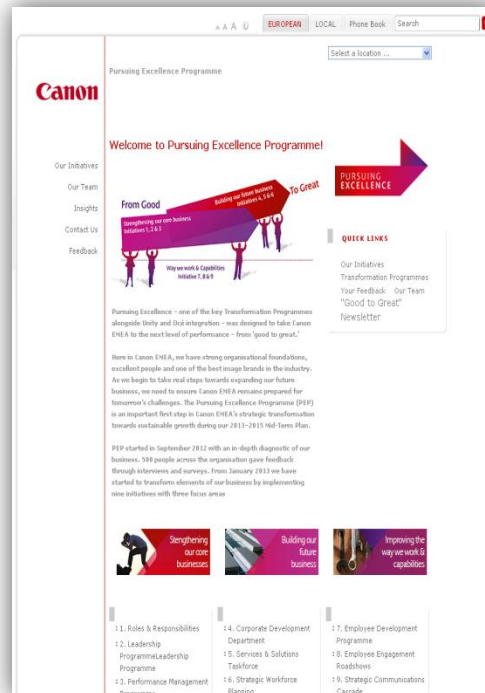 A A A
EUROPEAN LOCAL Phone Book Search
Select a location ...
Pursuing Excellence Programme
Canon
Welcome to Pursuing Excellence Programme!
Our Initiatives
Our Team
Insights
Contact Us
Feedback
From Good
To Great
Building our future business
Initiatives 4, 5 & 6
Strengthening our core business
Initiatives 1, 2 & 3
Way we work & Capabilities
Initiative 7, 8 & 9
PURSUING
EXCELLENCE
QUICK LINKS
Our Initiatives
Transformation Programmes
Your Feedback Our Team
"Good to Great"
Newsletter
Pursuing Excellence - one of the key Transformation Programmes
alongside Unity and Océ integration - was designed to take Canon
EMEA to the next level of performance - from 'good to great.'
Here in Canon EMEA, we have strong organisational foundations,
excellent people and one of the best image brands in the industry.
As we begin to take real steps towards expanding our future
business, we need to ensure Canon EMEA remains prepared for
tomorrow's challenges. The Pursuing Excellence Programme (PEP)
is an important first step in Canon EMEA's strategic transformation
towards sustainable growth during our 2013-2015 Mid-Term Plan.
PEP started in September 2012 with an in-depth diagnostic of our
business. 500 people across the organisation gave feedback
through interviews and surveys. From January 2013 we have
started to transform elements of our business by implementing
nine initiatives with three focus areas
Stengthening
our core
businesses
Building our
future
business
Improving the
way we work &
capabilities
: 1. Roles & Responsibilities
: 2. Leadership
ProgrammeLeadership
Programme
: 3. Performance Management
Programme
: 4. Corporate Development
Department
: 5. Services & Solutions
Taskforce
: 6. Strategic Workforce
Planning
: 7. Employee Development
Programme
: 8. Employee Engagement
Roadshows
: 9. Strategic Communications
Cascade